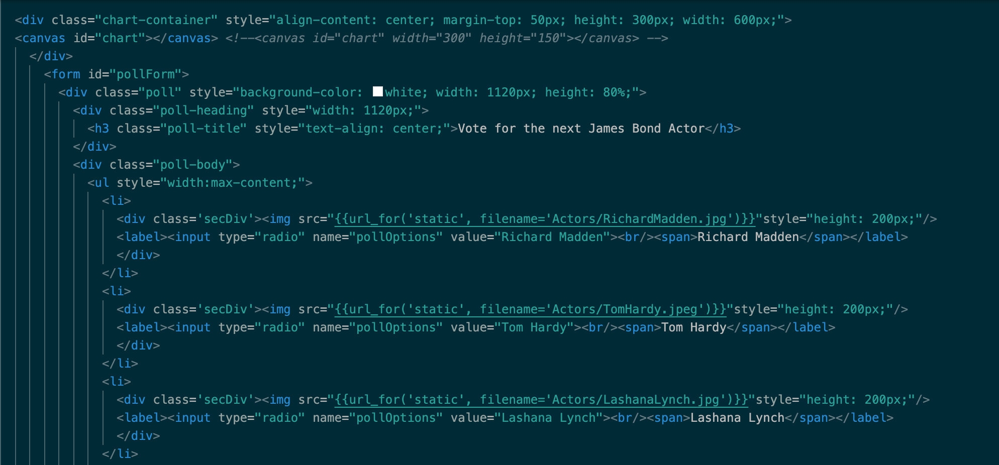 <div class="chart-container" style="align-content: center; margin-top: 50px; height: 300px; width: 600px;">
<canvas id="chart"></canvas> <!--<canvas id="chart" width="300" height="150"></canvas> -->
</div>
<form id="pollForm">
<div class="poll" style="background-color: white; width: 1120px; height: 80%;">
<div class="poll-heading" style="width: 1120px;">
<h3 class="poll-title" style="text-align: center;">Vote for the next James Bond Actor</h3>
</div>
<div class="poll-body">
<ul style="width:max-content;">
<li>
<div class='secDiv'><img src="{{url_for('static', filename='Actors/RichardMadden.jpg')}}"style="height: 200px;"/>
<label><input type="radio" name="pollOptions" value="Richard Madden"><br/><span>Richard Madden</span></label>
</div>
</li>
<li>
<div class='secDiv'><img src="{{url_for('static', filename='Actors/TomHardy.jpeg')}}"style="height: 200px;"/>
<label><input type="radio" name="pollOptions" value="Tom Hardy"><br/><span>Tom Hardy</span></label>
</div>
</li>
<li>
<div class='secDiv'><img src="{{url_for('static', filename='Actors/LashanaLynch.jpg')}}"style="height: 200px;"/>
<label><input type="radio" name="pollOptions" value="Lashana Lynch"><br/><span>Lashana Lynch</span></label>
</div>
</li>